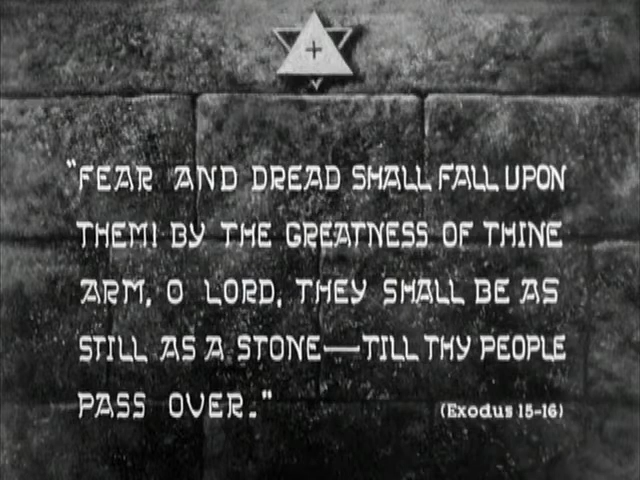 "FEAR AND DREAD SHALL FALL UPON
THEM! BY THE GREATNESS OF THINE
ARM, O LORD, THEY SHALL BE AS
STILL AS A STONE—TILL THY PEOPLE
PASS OVER."
(Exodus 15-16)